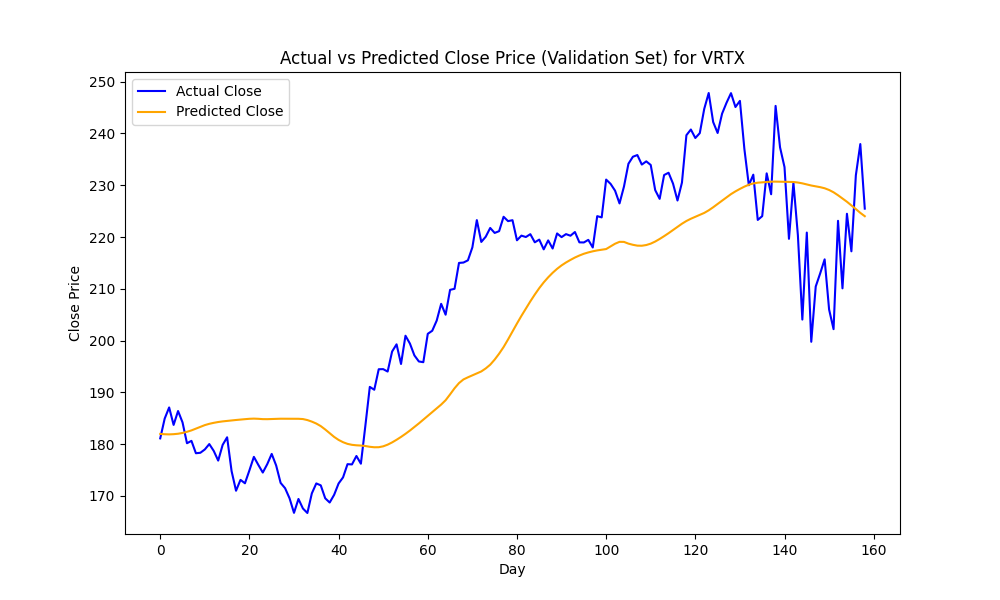 Actual vs Predicted Close Price (Validation Set) for VRTX
Actual Close
Predicted Close
Close Price
250
240
230
220
210
200
190
180
170
0 20 40 60 80 100 120 140 160
Day